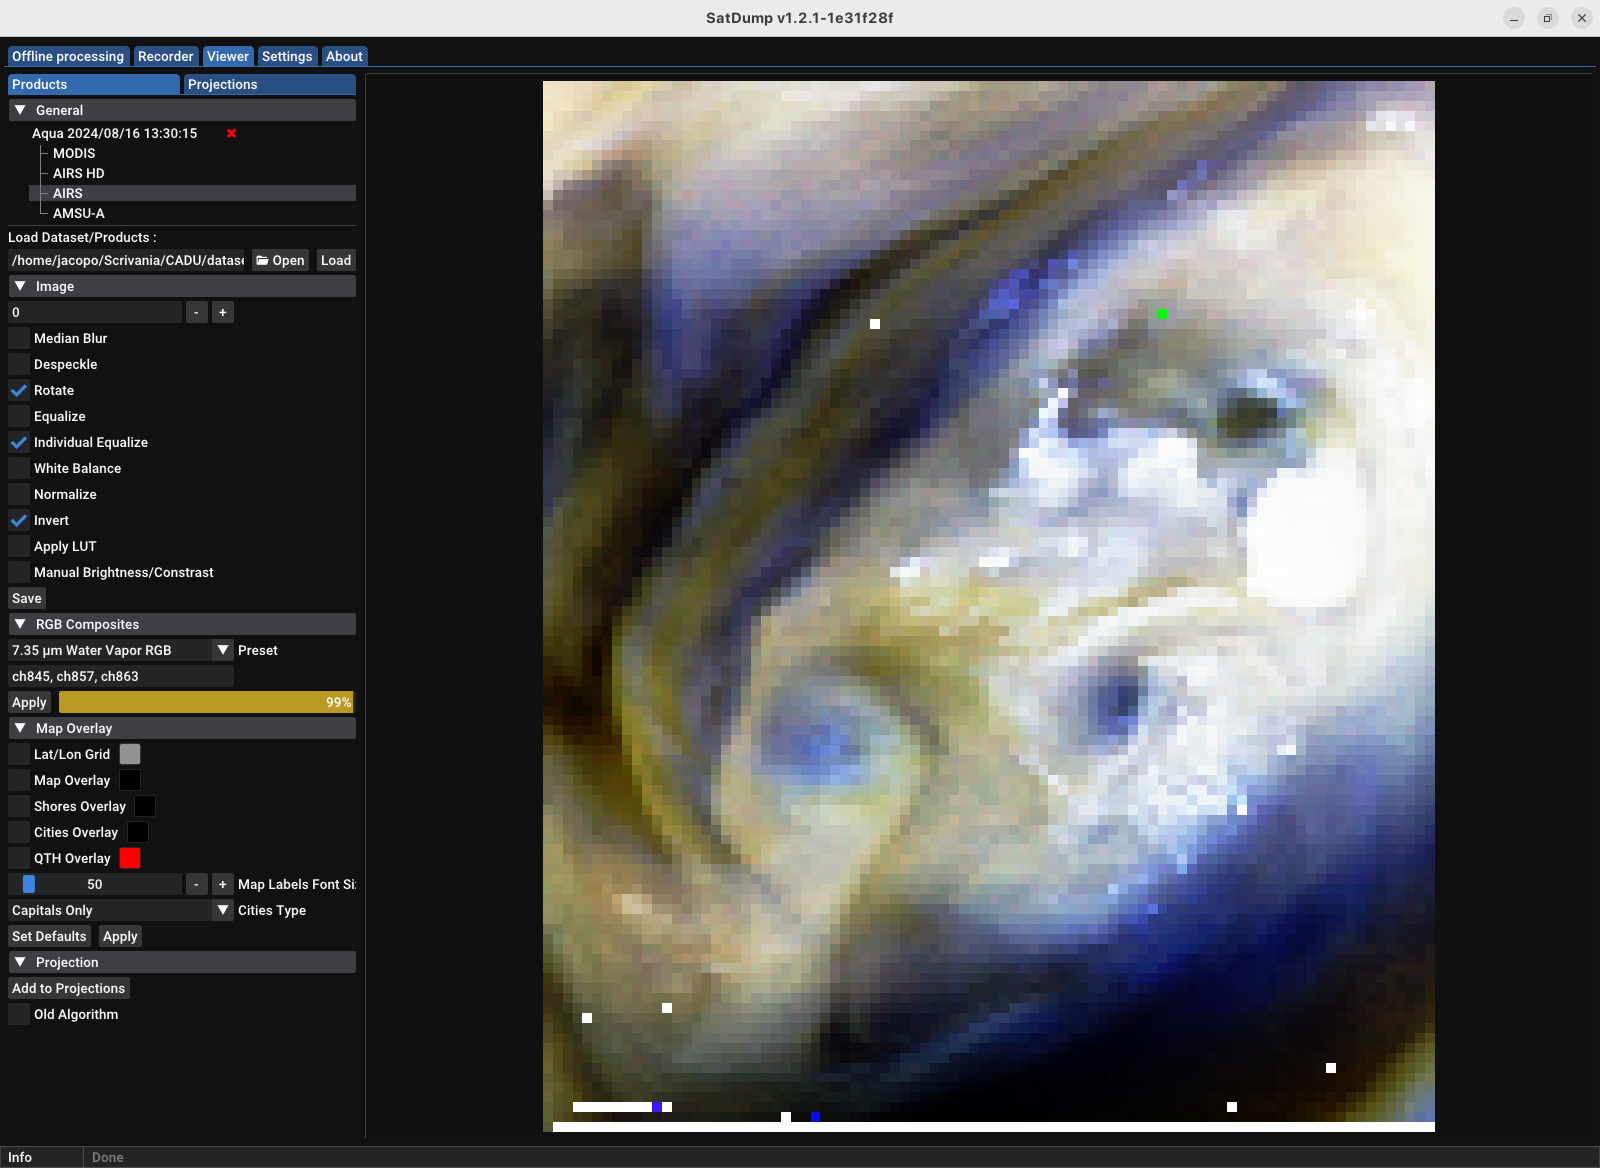 SatDump v1.2.1-1e31f28f
Offline processing Recorder Viewer Settings About
Products Projections
General
Aqua 2024/08/16 13:30:15
MODIS
AIRS HD
AIRS
AMSU-A
Load Dataset/Products :
/home/jacopo/Scrivania/CADU/datase Open Load
Image
0 - +
Median Blur
Despeckle
Rotate
Equalize
Individual Equalize
White Balance
Normalize
Invert
Apply LUT
Manual Brightness/Constrast
Save
RGB Composites
7.35 µm Water Vapor RGB Preset
ch845, ch857, ch863
Apply 99%
Map Overlay
Lat/Lon Grid
Map Overlay
Shores Overlay
Cities Overlay
QTH Overlay
50 - + Map Labels Font Si
Capitals Only Cities Type
Set Defaults Apply
Projection
Add to Projections
Old Algorithm
Info Done